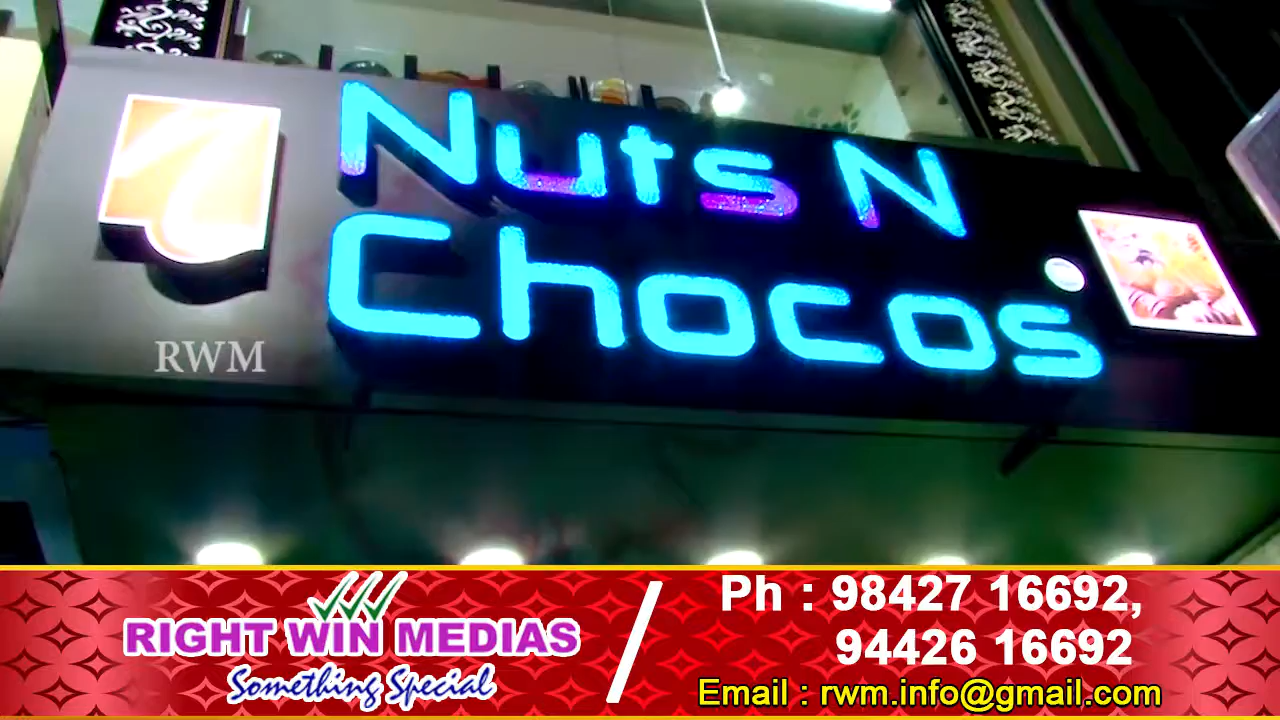 Nuts N
Chocos
RWM
RIGHT WIN MEDIAS
Something Special
Ph : 98427 16692,
94426 16692
Email : rwm.info@gmail.com